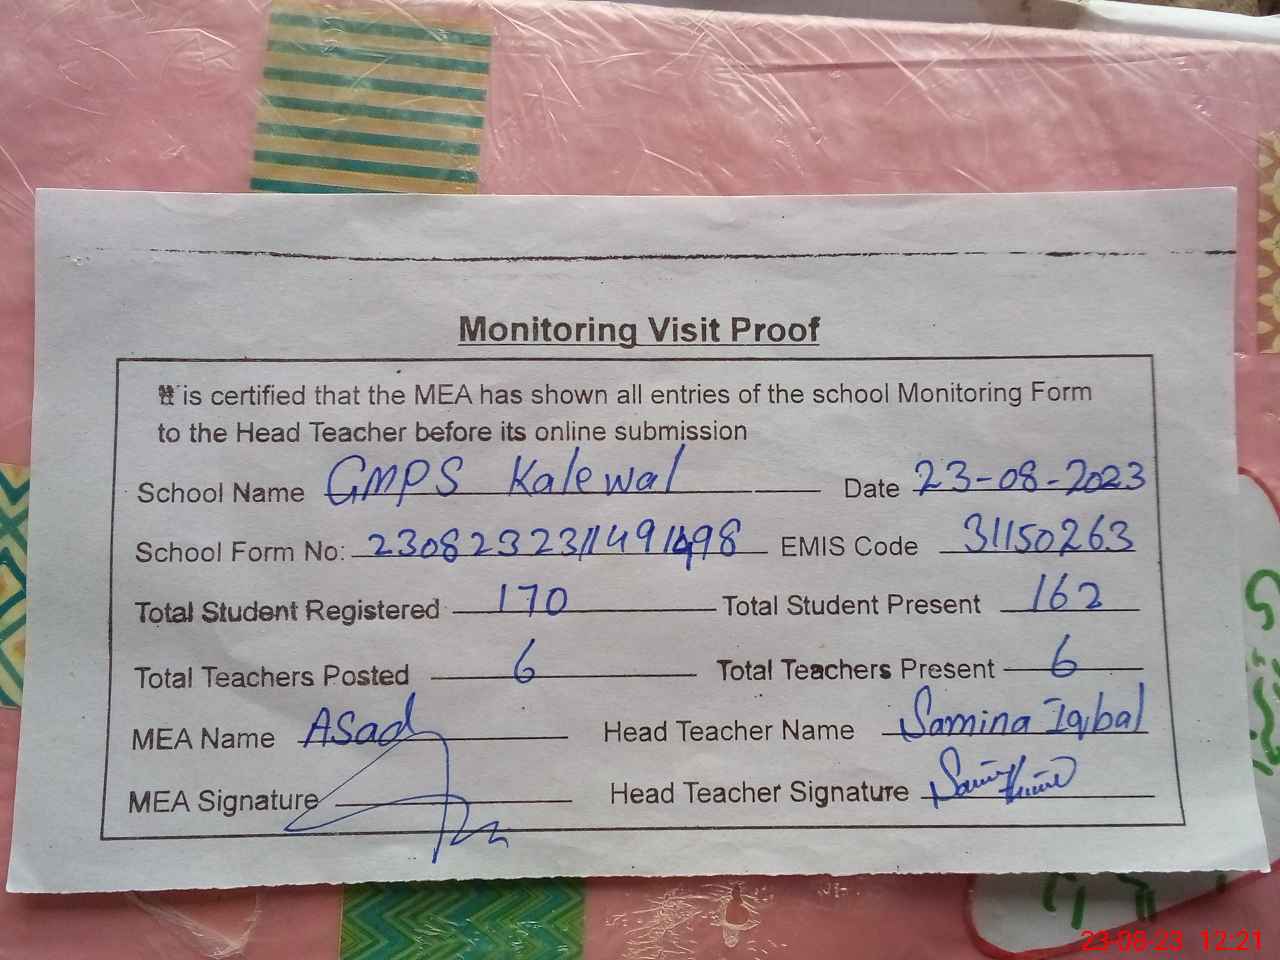 Monitoring Visit Proof
It is certified that the MEA has shown all entries of the school Monitoring Form
to the Head Teacher before its online submission
School Name GMPS Kalewal Date 23-08-2023
School Form No: EMIS Code 31150263
Total Student Registered 170 Total Student Present 162
Total Teachers Posted 6 Total Teachers Present 6
MEA Name ASad Head Teacher Name Samina Iqbal
MEA Signature Head Teacher Signature
23-08-23 12:21